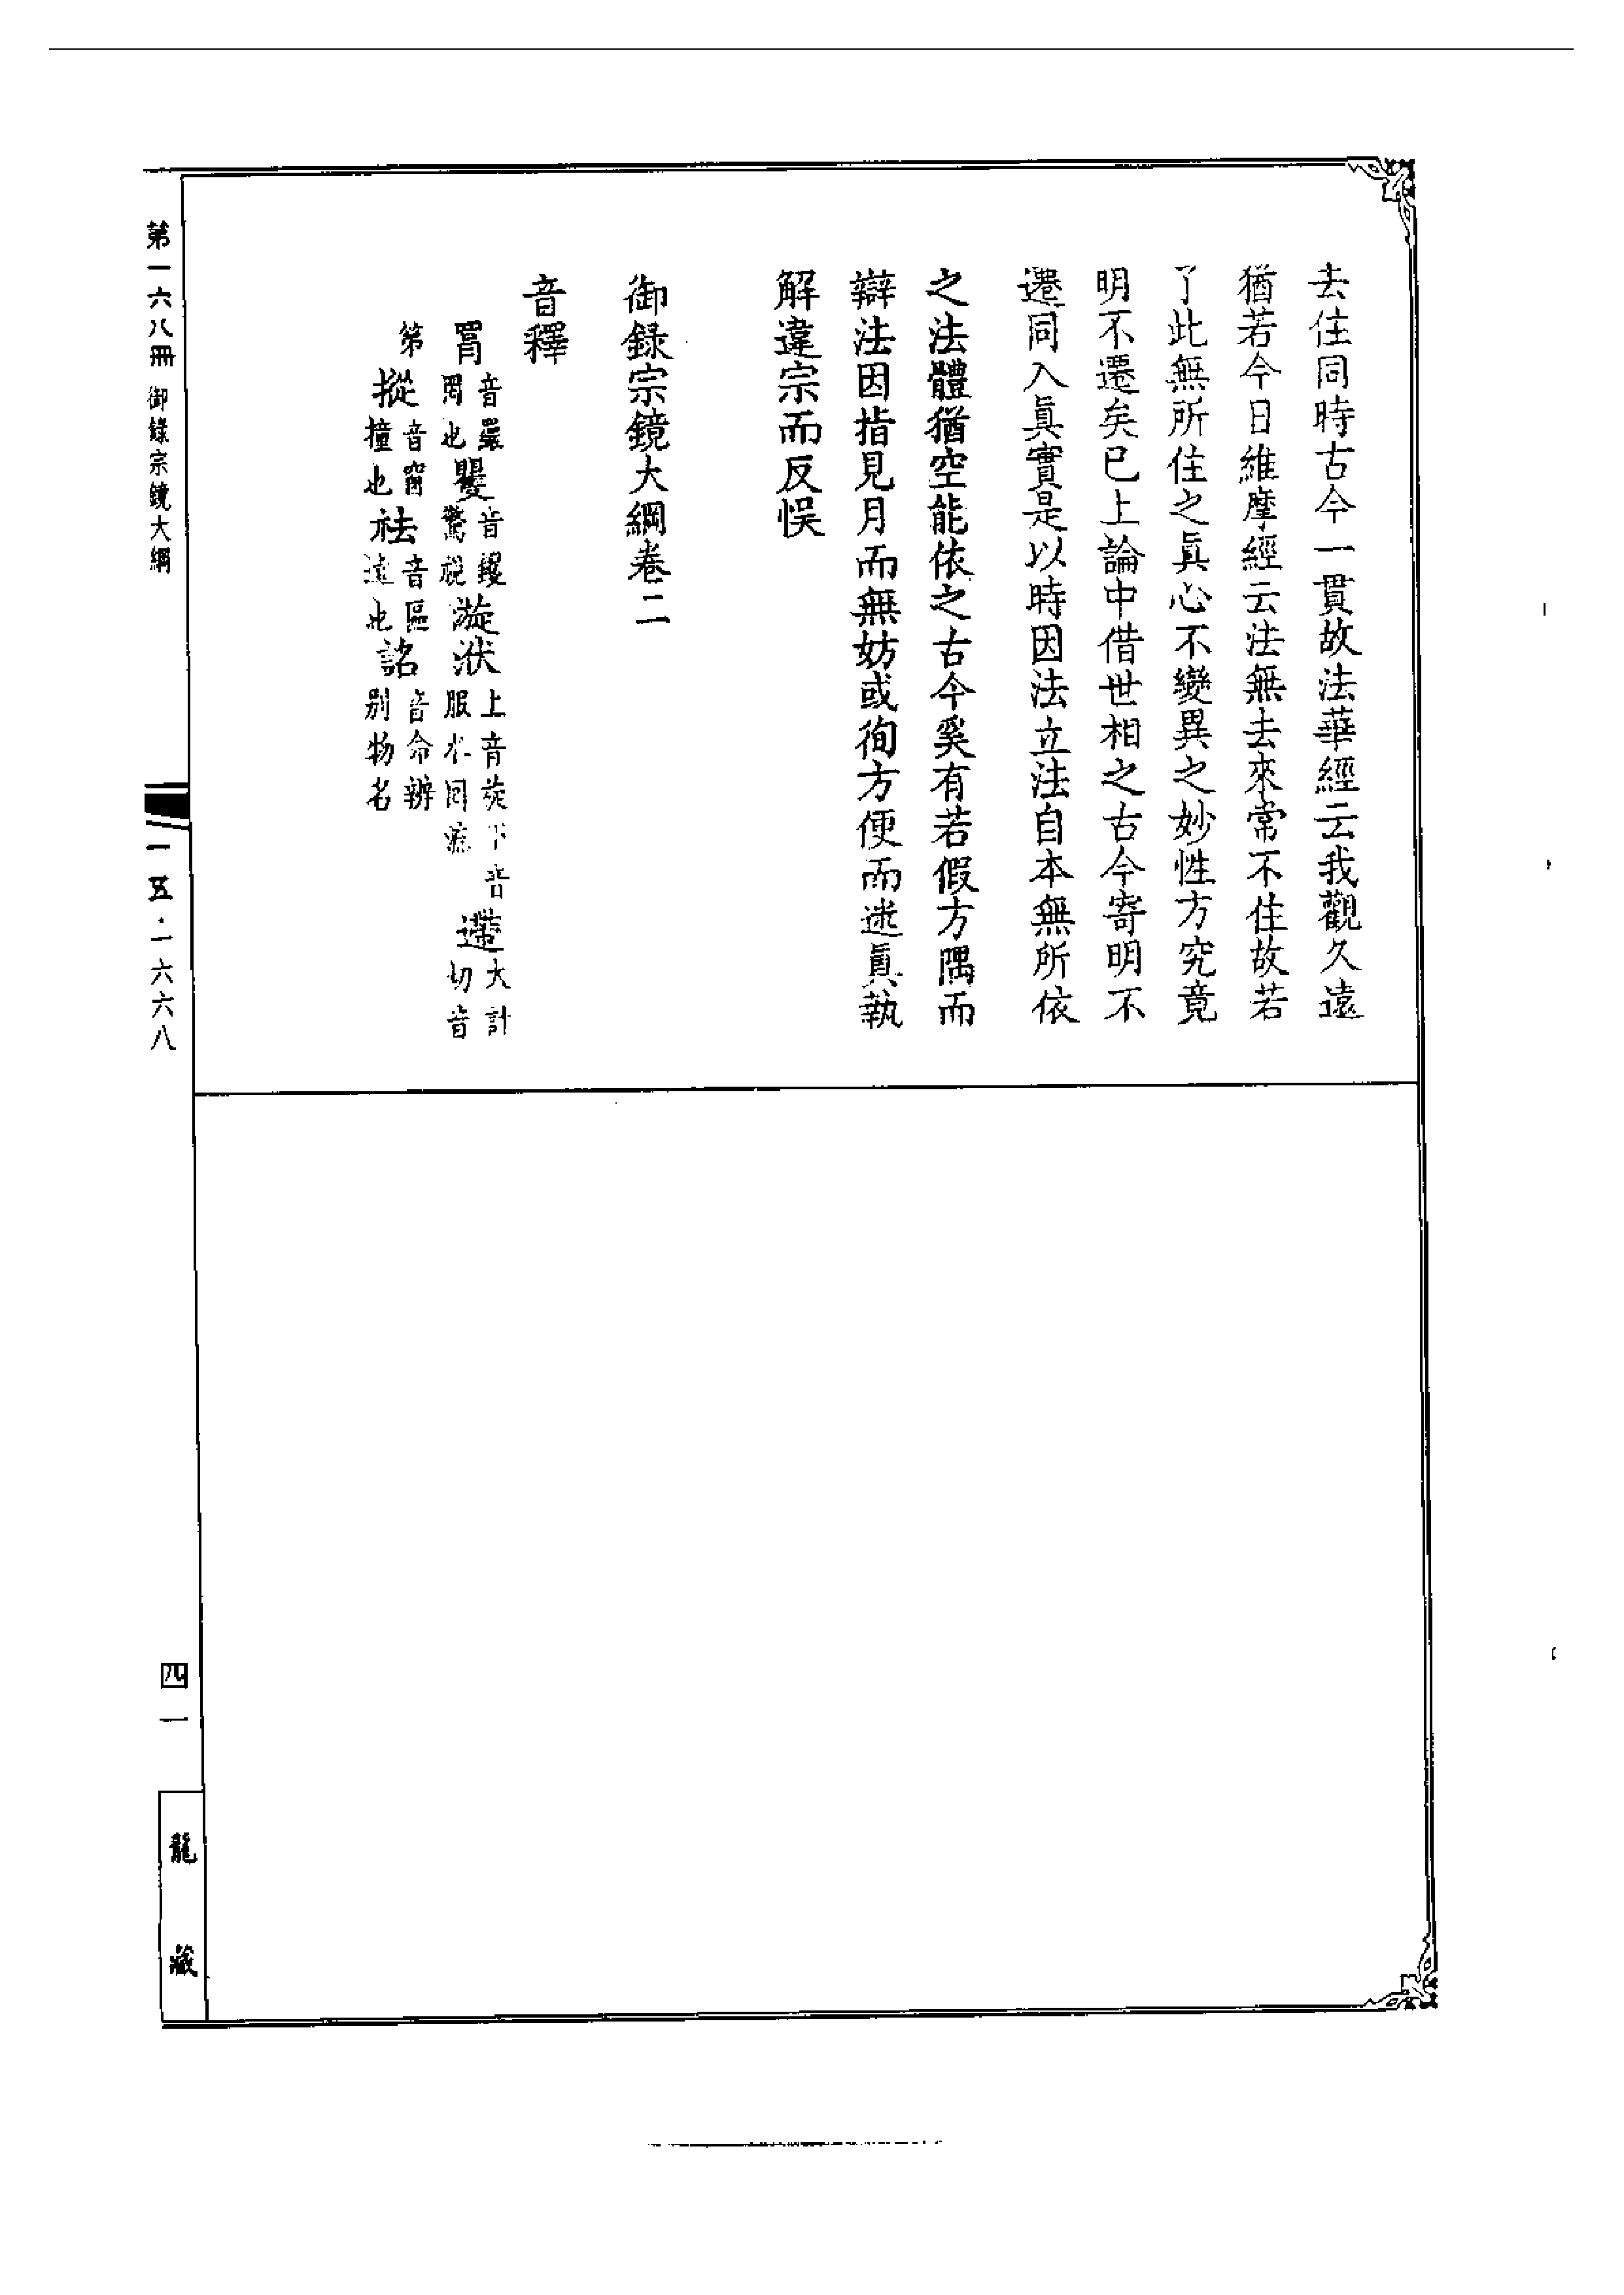 去住同時古今一貫故法華經云我觀久遠
猶若今日維摩經云法無去來常不住故若
了此無所住之眞心不變異之妙性方究竟
明不遷矣已上論中借世相之古今寄明不
遷同入眞實是以時因法立法自本無所依
之法體猶空能依之古今奚有若假方隅而
辯法因指見月而無妨或徇方便而迷眞執
解違宗而反悞
御錄宗鏡大綱卷二
音釋
罥
音罥
罔也
矍
音钁
驚視
漩洑
上音旋下音
服水同流
遰
大計
切音
第
摐
音窗
撞也
祛
音區
遠也
詺
音命辨
別物名
第一六八冊
御錄宗鏡大綱
一五·一六六八
四一
龍藏